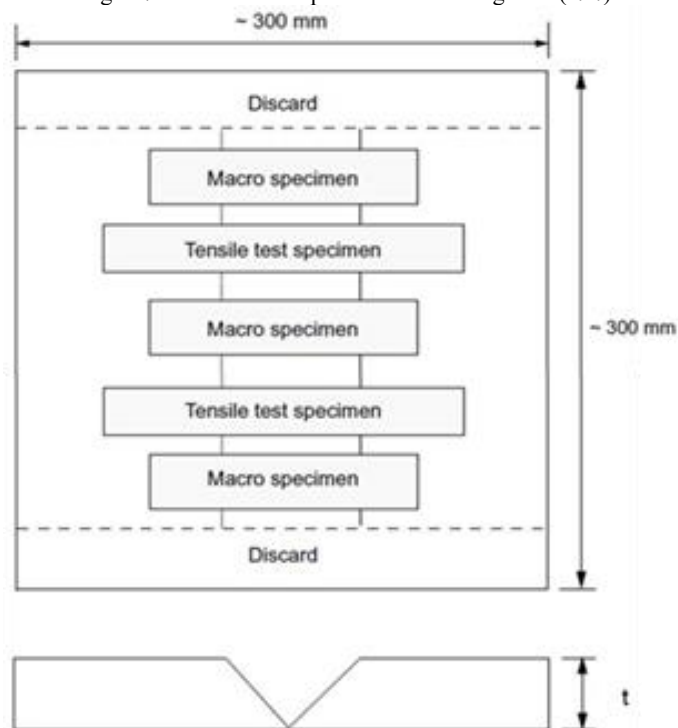 ~ 300 mm
Discard
Macro specimen
Tensile test specimen
Macro specimen
~ 300 mm
Tensile test specimen
Macro specimen
Discard
t